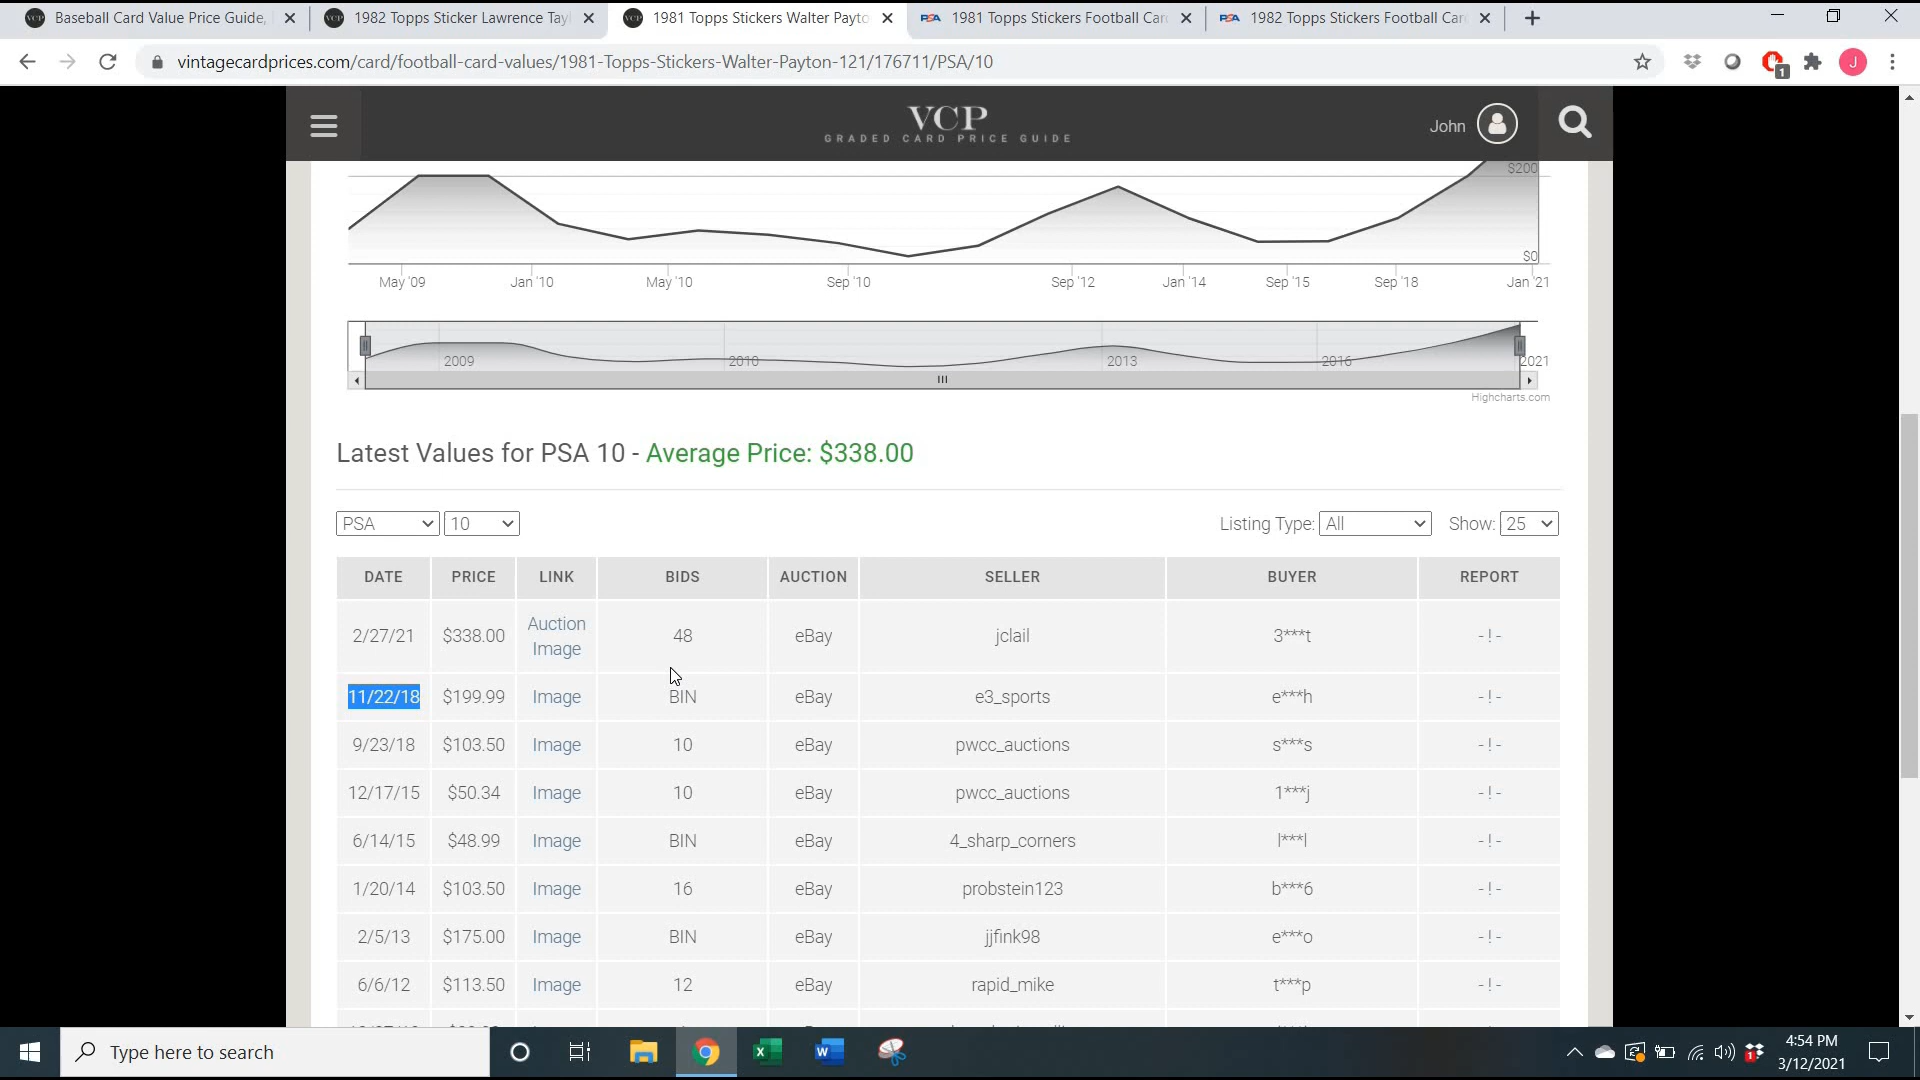 Baseball Card Value Price Guide,
1982 Topps Sticker Lawrence Tayl
1981 Topps Stickers Walter Payto
PSA 1981 Topps Stickers Football Car
PSA 1982 Topps Stickers Football Car
vintagecardprices.com/card/football-card-values/1981-Topps-Stickers-Walter-Payton-121/176711/PSA/10
1
J
VCP
GRADED CARD PRICE GUIDE
John
$200
$0
May '09 Jan '10 May '10 Sep '10 Sep '12 Jan '14 Sep '15 Sep '18 Jan '21
2009 2010 2013 2016 2021
Highcharts.com
Latest Values for PSA 10 - Average Price: $338.00
PSA 10 Listing Type: All Show: 25
DATE PRICE LINK BIDS AUCTION SELLER BUYER REPORT
2/27/21 $338.00 Auction Image 48 eBay jclail 3***t - ! -
11/22/18 $199.99 Image BIN eBay e3_sports e***h - ! -
9/23/18 $103.50 Image 10 eBay pwcc_auctions s***s - ! -
12/17/15 $50.34 Image 10 eBay pwcc_auctions 1***j - ! -
6/14/15 $48.99 Image BIN eBay 4_sharp_corners l***l - ! -
1/20/14 $103.50 Image 16 eBay probstein123 b***6 - ! -
2/5/13 $175.00 Image BIN eBay jjfink98 e***o - ! -
6/6/12 $113.50 Image 12 eBay rapid_mike t***p - ! -
Type here to search
4:54 PM
3/12/2021